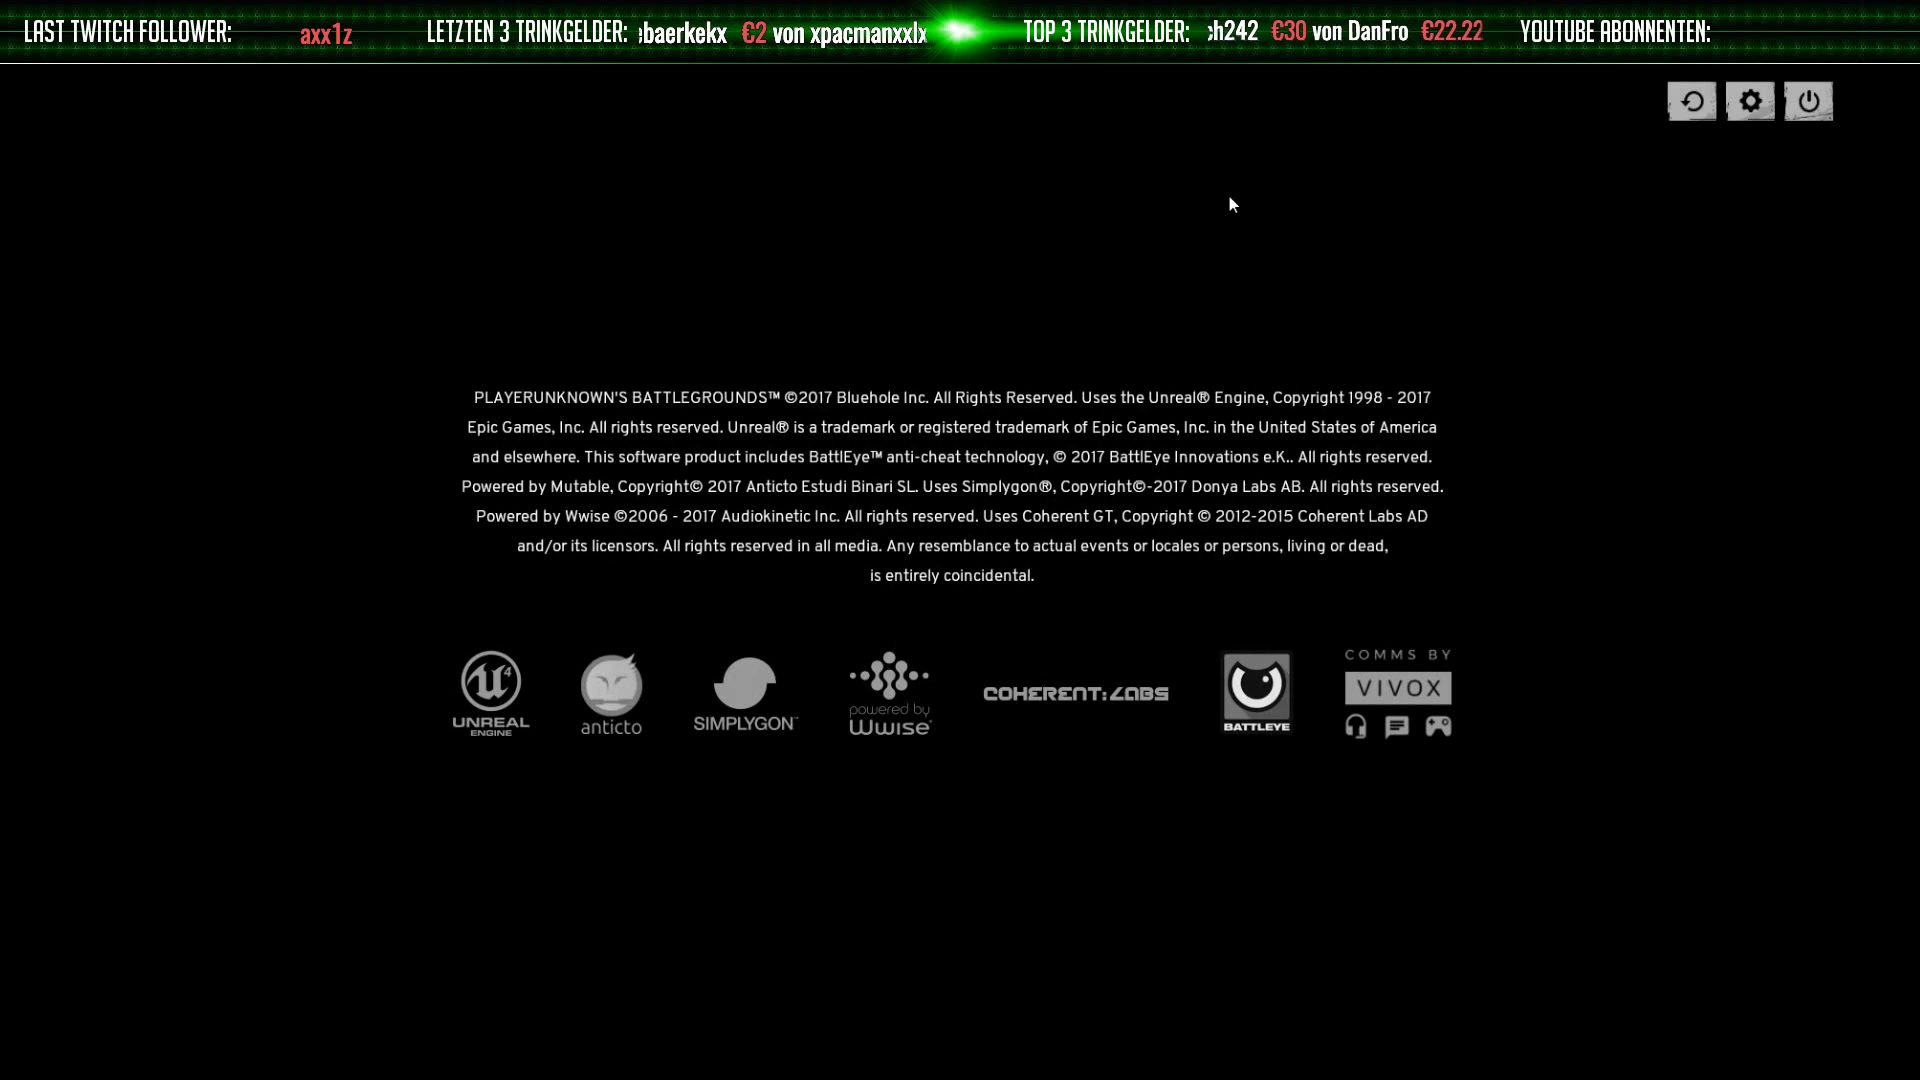 LAST TWITCH FOLLOWER: axx1z LETZTEN 3 TRINKGELDER: €2 von xpacmanxxlx TOP 3 TRINKGELDER: €30 von DanFro €22.22 YOUTUBE ABONNENTEN:
PLAYERUNKNOWN'S BATTLEGROUNDS™ ©2017 Bluehole Inc. All Rights Reserved. Uses the Unreal® Engine, Copyright 1998 - 2017
Epic Games, Inc. All rights reserved. Unreal® is a trademark or registered trademark of Epic Games, Inc. in the United States of America
and elsewhere. This software product includes BattlEye™ anti-cheat technology, © 2017 BattlEye Innovations e.K.. All rights reserved.
Powered by Mutable, Copyright© 2017 Anticto Estudi Binari SL. Uses Simplygon®, Copyright©-2017 Donya Labs AB. All rights reserved.
Powered by Wwise ©2006 - 2017 Audiokinetic Inc. All rights reserved. Uses Coherent GT, Copyright © 2012-2015 Coherent Labs AD
and/or its licensors. All rights reserved in all media. Any resemblance to actual events or locales or persons, living or dead,
is entirely coincidental.
UNREAL
ENGINE
anticto
SIMPLYGON™
powered by
Wwise
COHERENT:LABS
BATTLEYE
COMMS BY
VIVOX